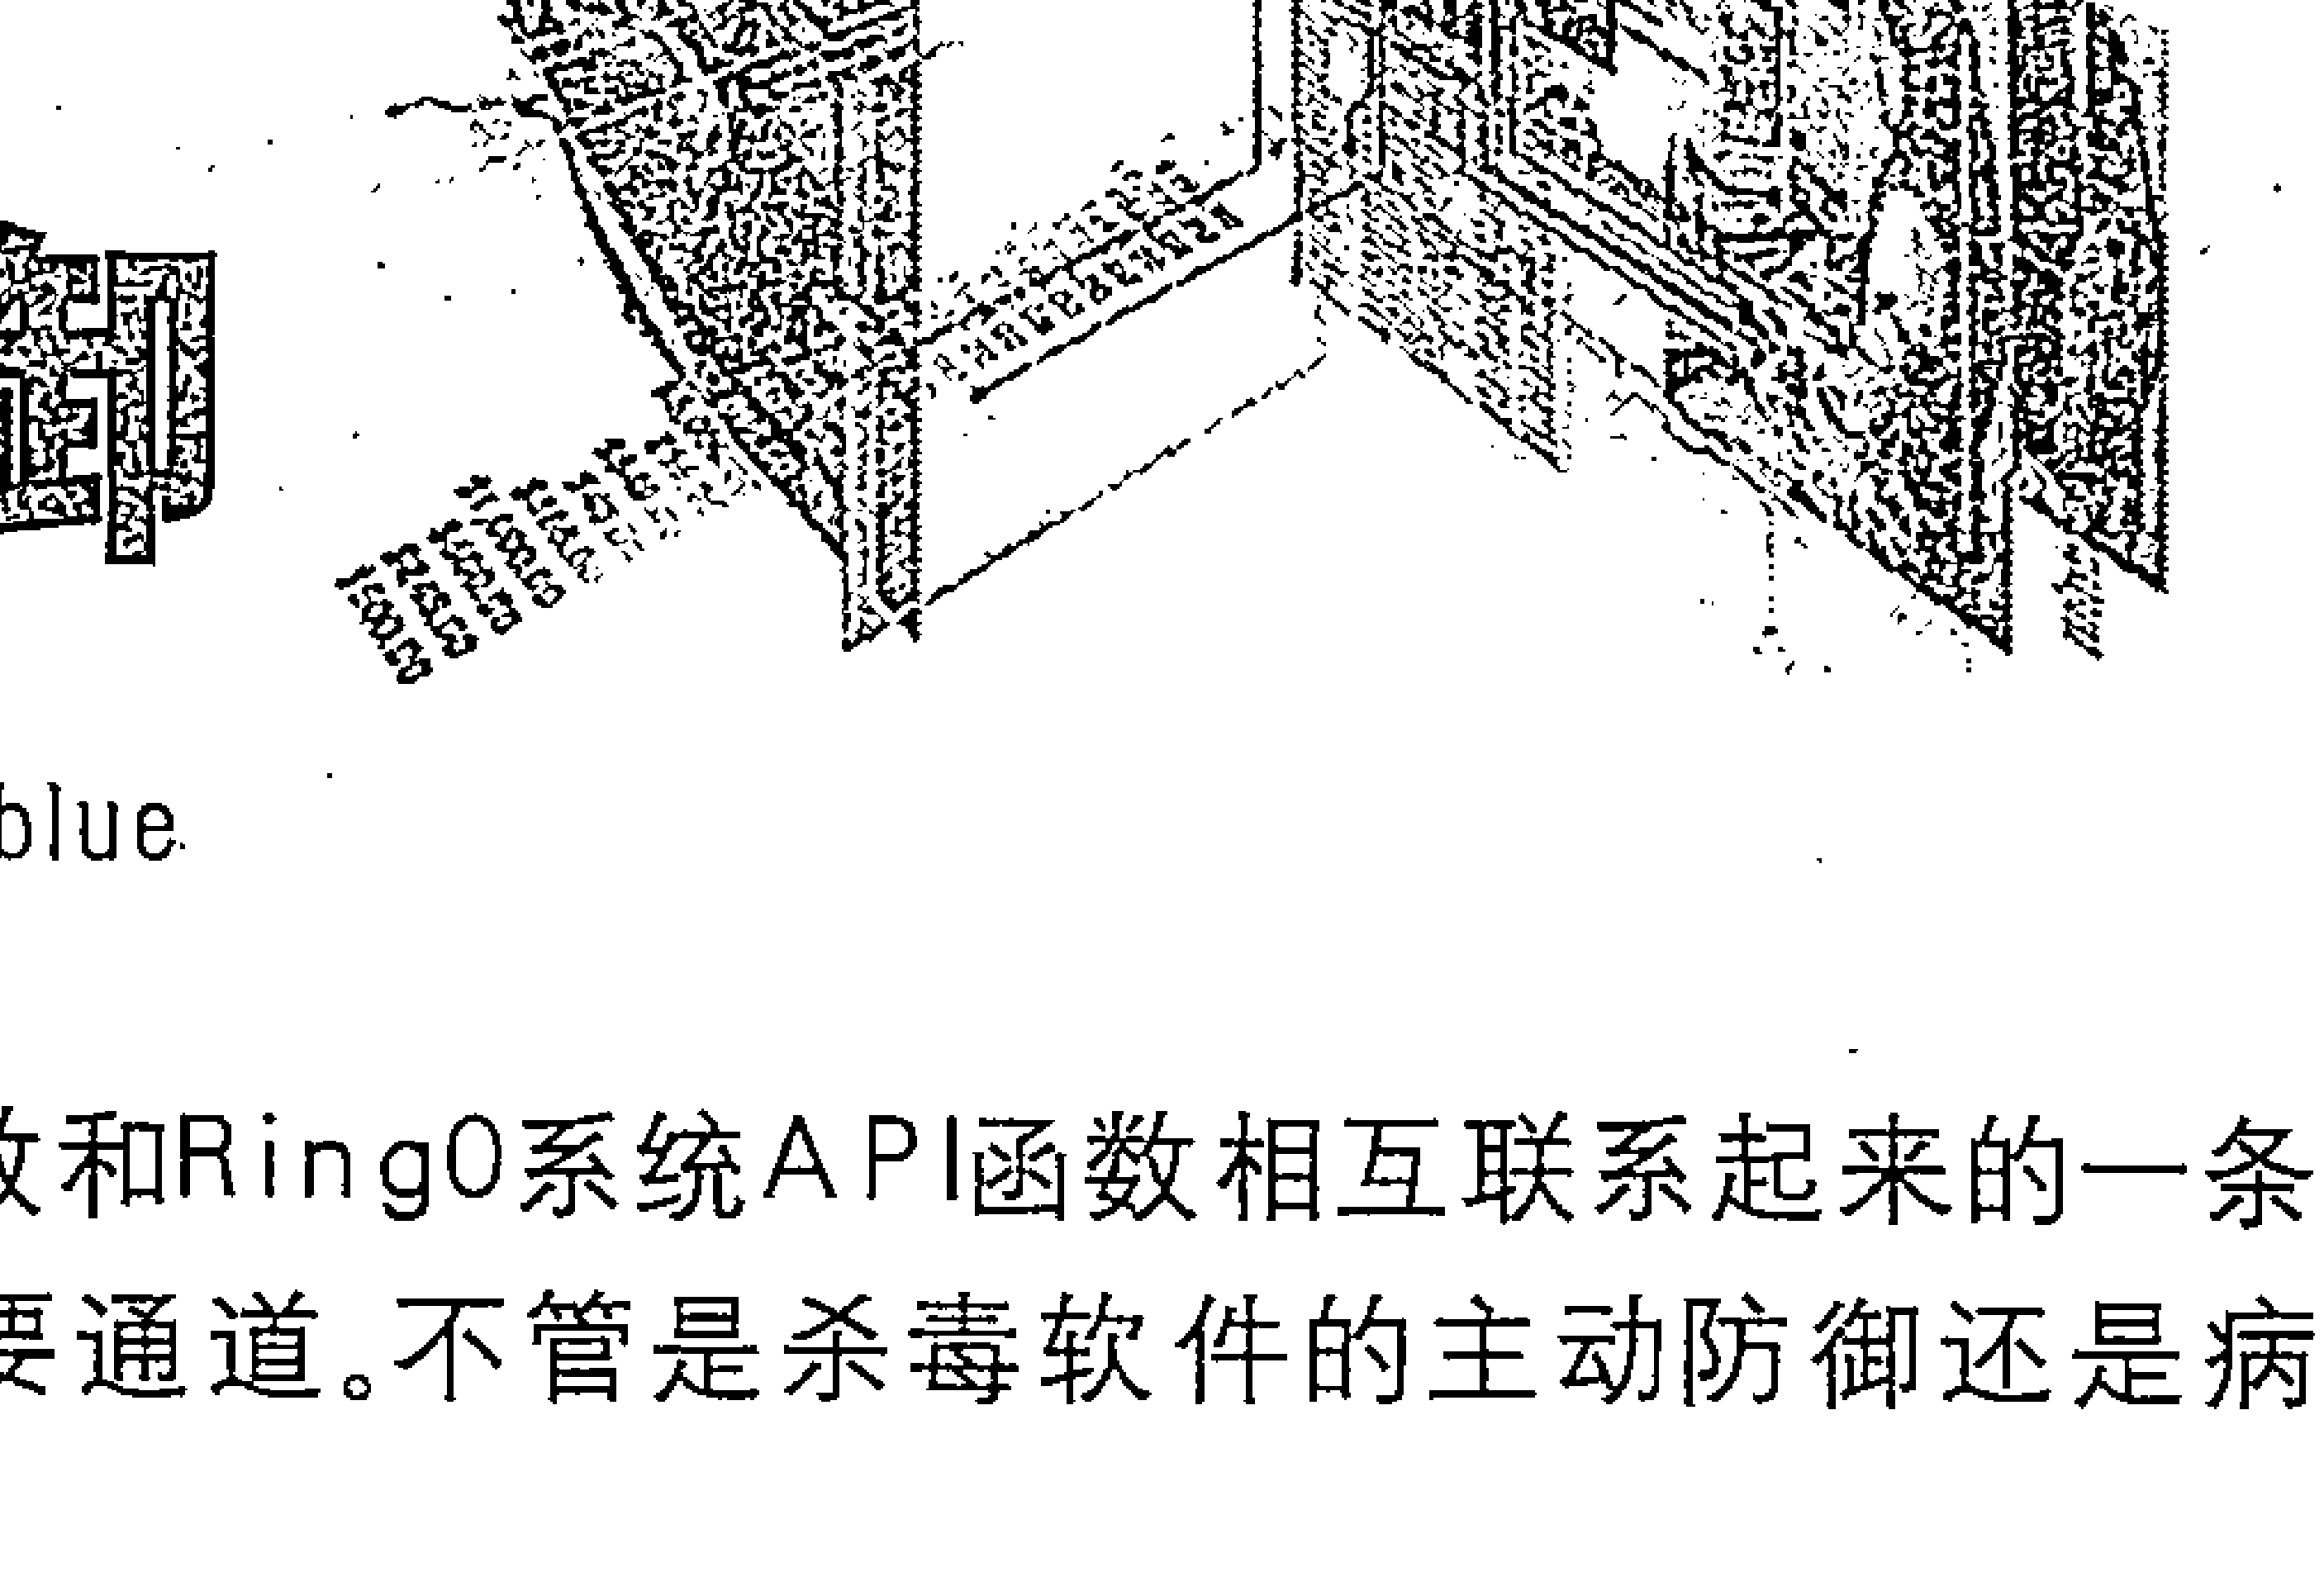 blue
和Ring0系统API函数相互联系起来的一条
要通道。不管是杀毒软件的主动防御还是病